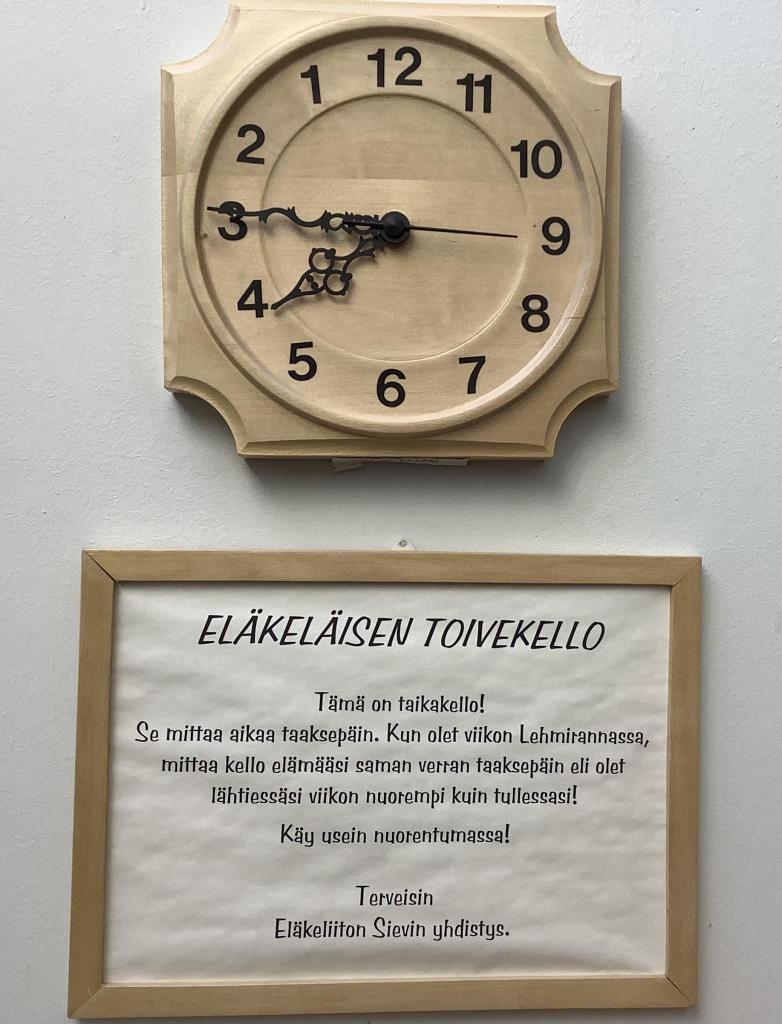 12
1
11
2
10
3
9
4
8
5
7
6
ELÄKELÄISEN TOIVEKELLO
Tämä on taikakello!
Se mittaa aikaa taaksepäin. Kun olet viikon Lehmirannassa,
mittaa kello elämääsi saman verran taaksepäin eli olet
lähtiessäsi viikon nuorempi kuin tullessasi!
Käy usein nuorentumassa!
Terveisin
Eläkeliiton Sievin yhdistys.